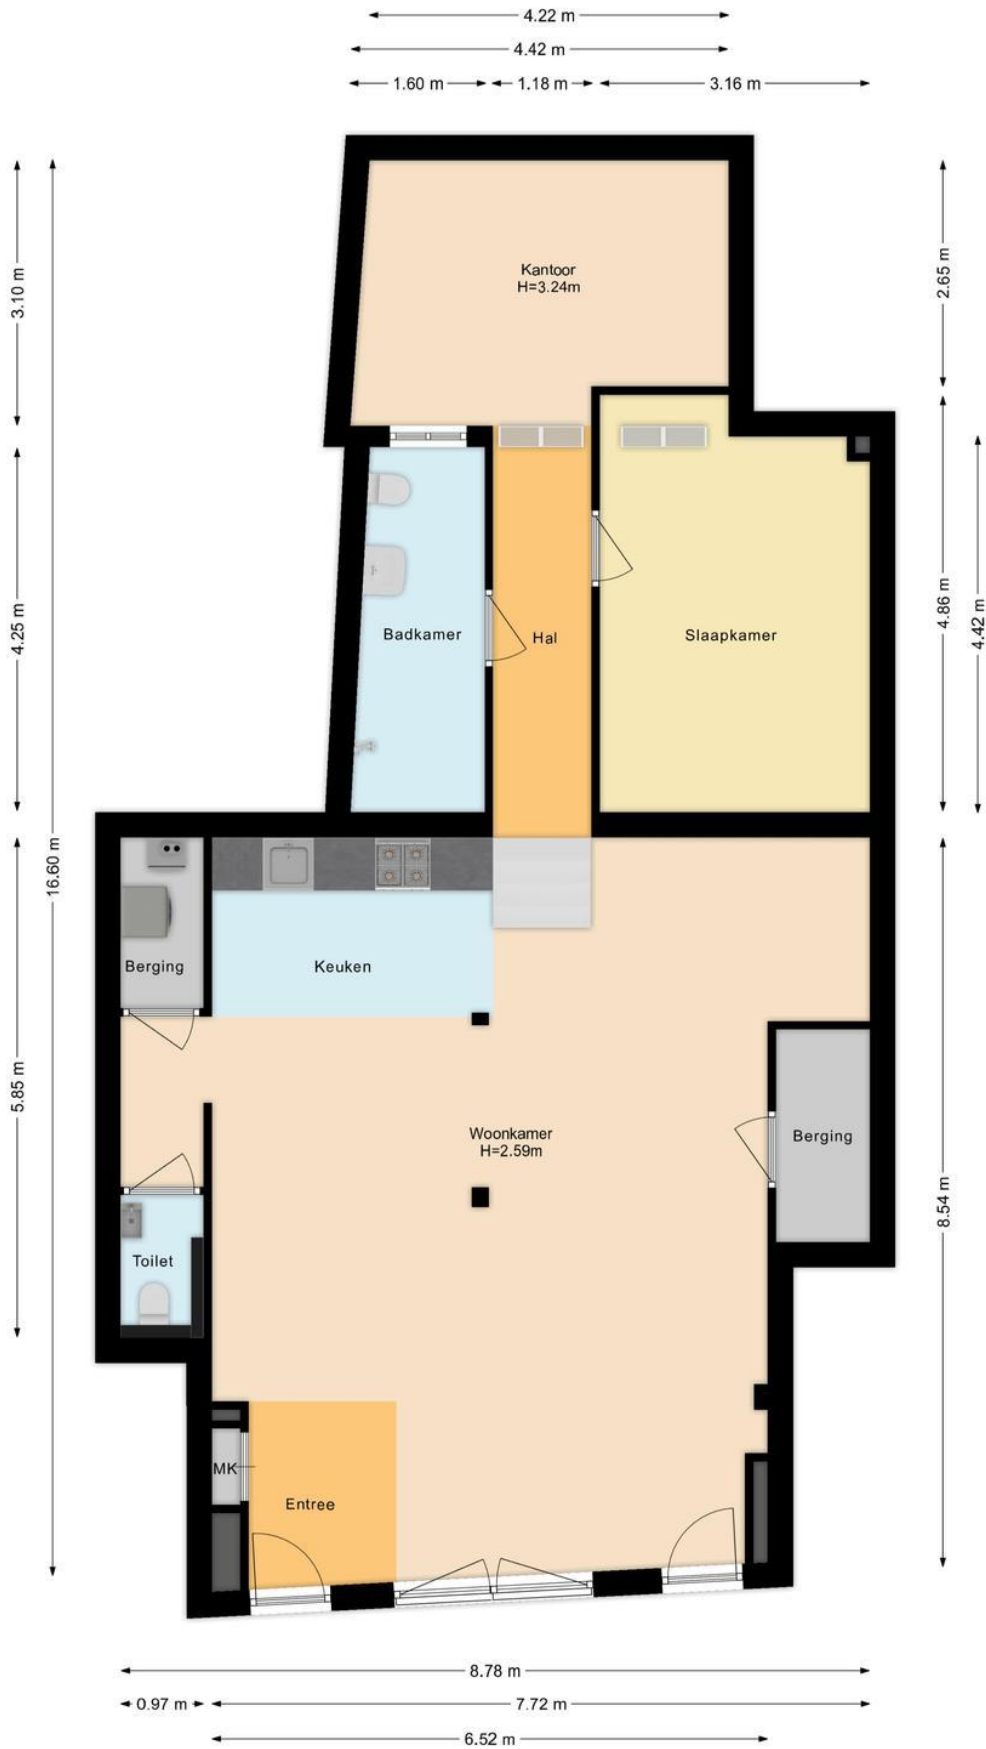 4.22 m
4.42 m
1.60 m
1.18 m
3.16 m
3.10 m
2.65 m
Kantoor
H=3.24m
4.25 m
4.86 m
4.42 m
Badkamer
Hal
Slaapkamer
16.60 m
Berging
Keuken
5.85 m
Woonkamer
H=2.59m
Berging
8.54 m
Toilet
MK
Entree
8.78 m
0.97 m
7.72 m
6.52 m